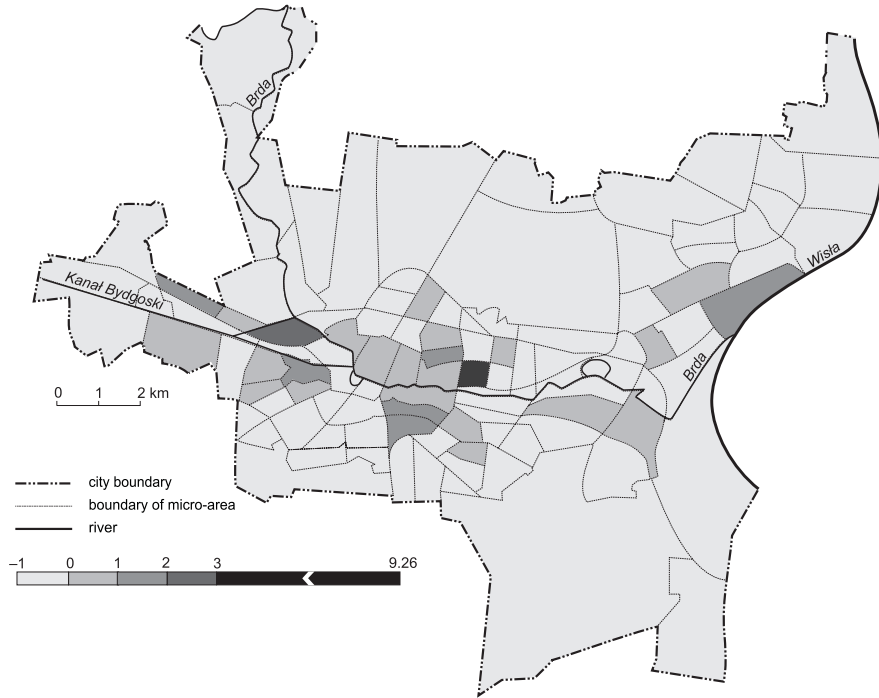 Brda
Kanał Bydgoski
Wisła
Brda
0 1 2 km
city boundary
boundary of micro-area
river
–1 0 1 2 3 9.26